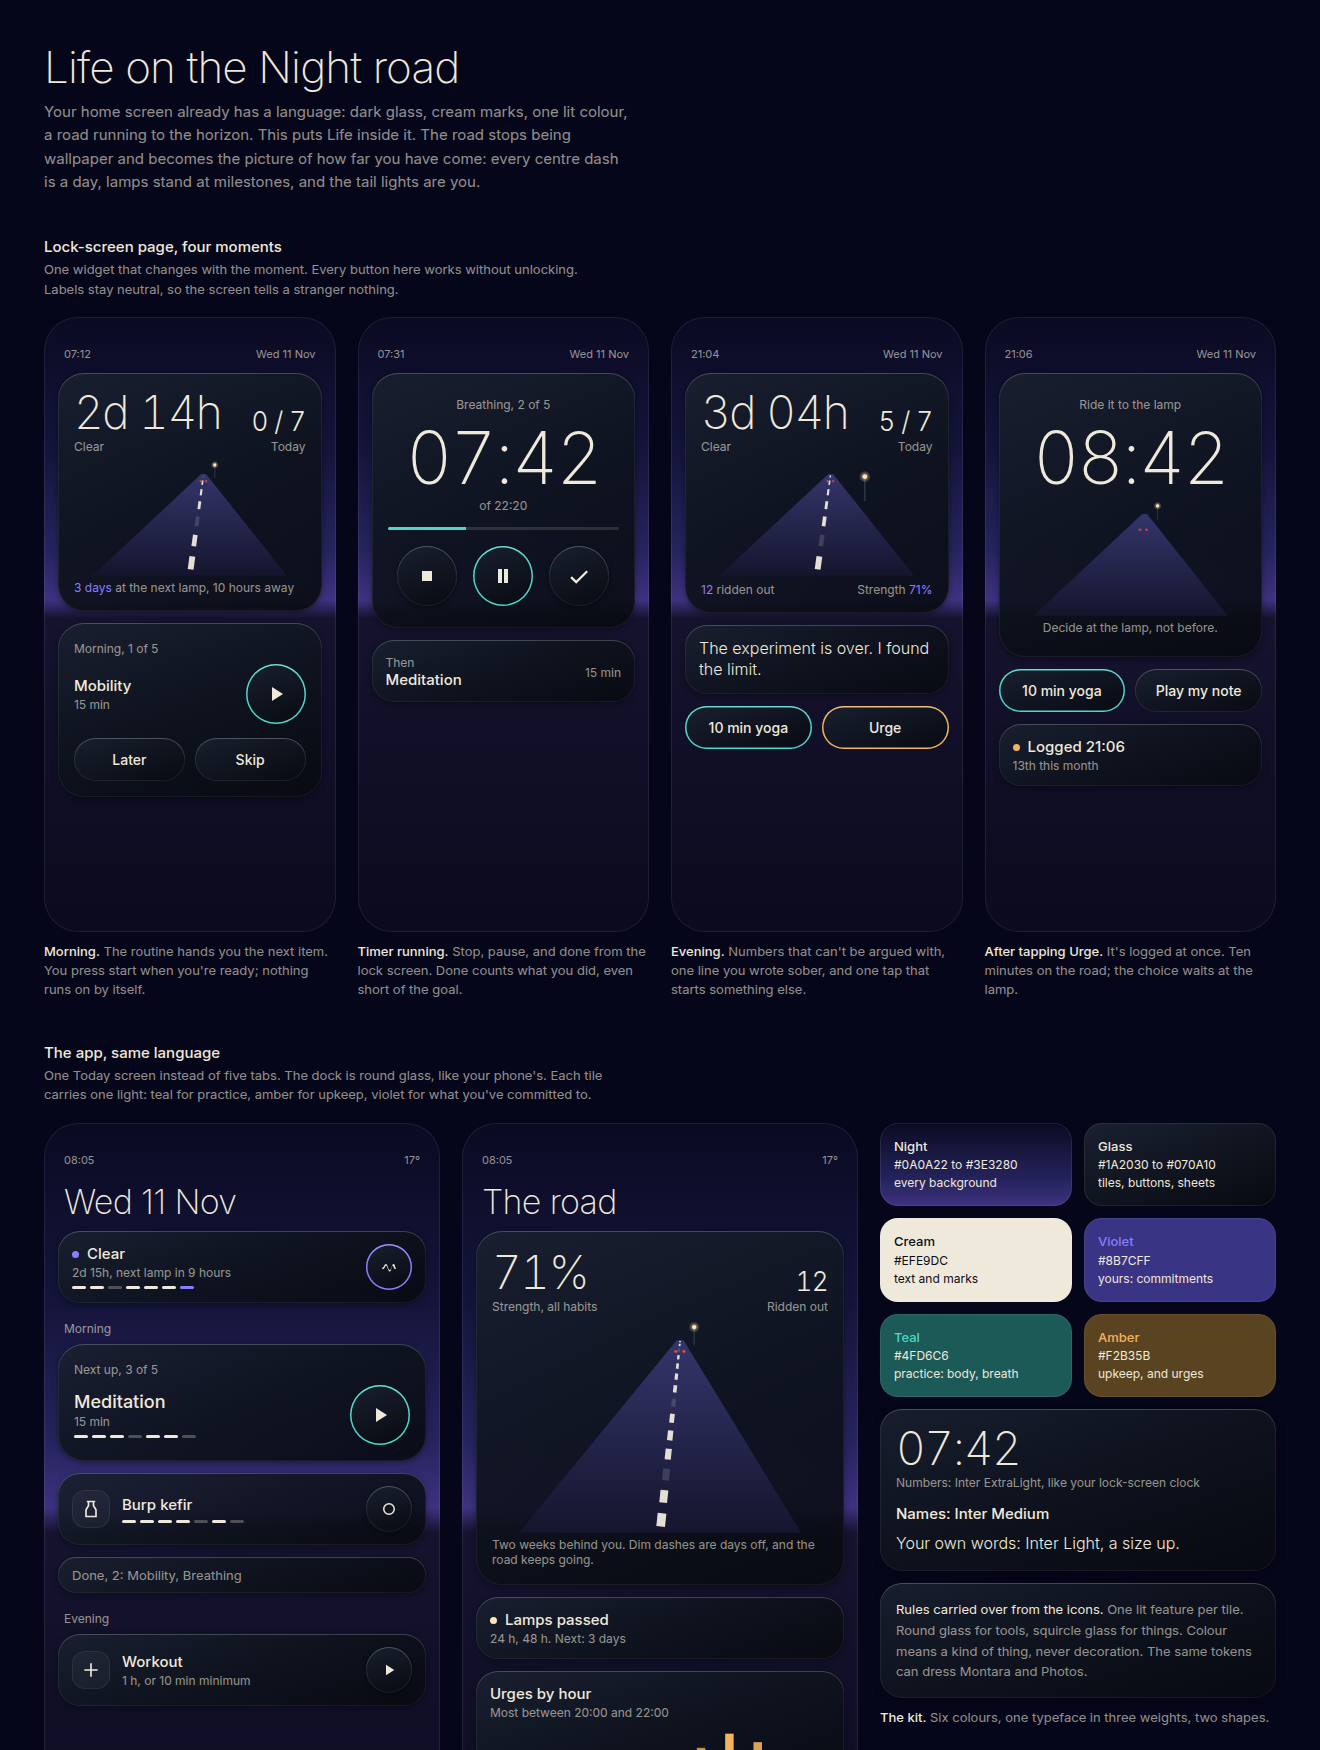 Life on the Night road
Your home screen already has a language: dark glass, cream marks, one lit colour,
a road running to the horizon. This puts Life inside it. The road stops being
wallpaper and becomes the picture of how far you have come: every centre dash
is a day, lamps stand at milestones, and the tail lights are you.
Lock-screen page, four moments
One widget that changes with the moment. Every button here works without unlocking.
Labels stay neutral, so the screen tells a stranger nothing.
07:12 Wed 11 Nov
2d 14h 0 / 7
Clear Today
3 days at the next lamp, 10 hours away
Morning, 1 of 5
Mobility
15 min
Later Skip
Morning. The routine hands you the next item.
You press start when you're ready; nothing
runs on by itself.
07:31 Wed 11 Nov
Breathing, 2 of 5
07:42
of 22:20
Then
Meditation
15 min
Timer running. Stop, pause, and done from the
lock screen. Done counts what you did, even
short of the goal.
21:04 Wed 11 Nov
3d 04h 5 / 7
Clear Today
12 ridden out Strength 71%
The experiment is over. I found
the limit.
10 min yoga Urge
Evening. Numbers that can't be argued with,
one line you wrote sober, and one tap that
starts something else.
21:06 Wed 11 Nov
Ride it to the lamp
08:42
Decide at the lamp, not before.
10 min yoga Play my note
Logged 21:06
13th this month
After tapping Urge. It's logged at once. Ten
minutes on the road; the choice waits at the
lamp.
The app, same language
One Today screen instead of five tabs. The dock is round glass, like your phone's. Each tile
carries one light: teal for practice, amber for upkeep, violet for what you've committed to.
08:05 17°
Wed 11 Nov
Clear
2d 15h, next lamp in 9 hours
Morning
Next up, 3 of 5
Meditation
15 min
Burp kefir
Done, 2: Mobility, Breathing
Evening
Workout
1 h, or 10 min minimum
08:05 17°
The road
71% 12
Strength, all habits Ridden out
Two weeks behind you. Dim dashes are days off, and the
road keeps going.
Lamps passed
24 h, 48 h. Next: 3 days
Urges by hour
Most between 20:00 and 22:00
Night
#0A0A22 to #3E3280
every background
Glass
#1A2030 to #070A10
tiles, buttons, sheets
Cream
#EFE9DC
text and marks
Violet
#8B7CFF
yours: commitments
Teal
#4FD6C6
practice: body, breath
Amber
#F2B35B
upkeep, and urges
07:42
Numbers: Inter ExtraLight, like your lock-screen clock
Names: Inter Medium
Your own words: Inter Light, a size up.
Rules carried over from the icons. One lit feature per tile.
Round glass for tools, squircle glass for things. Colour
means a kind of thing, never decoration. The same tokens
can dress Montara and Photos.
The kit. Six colours, one typeface in three weights, two shapes.